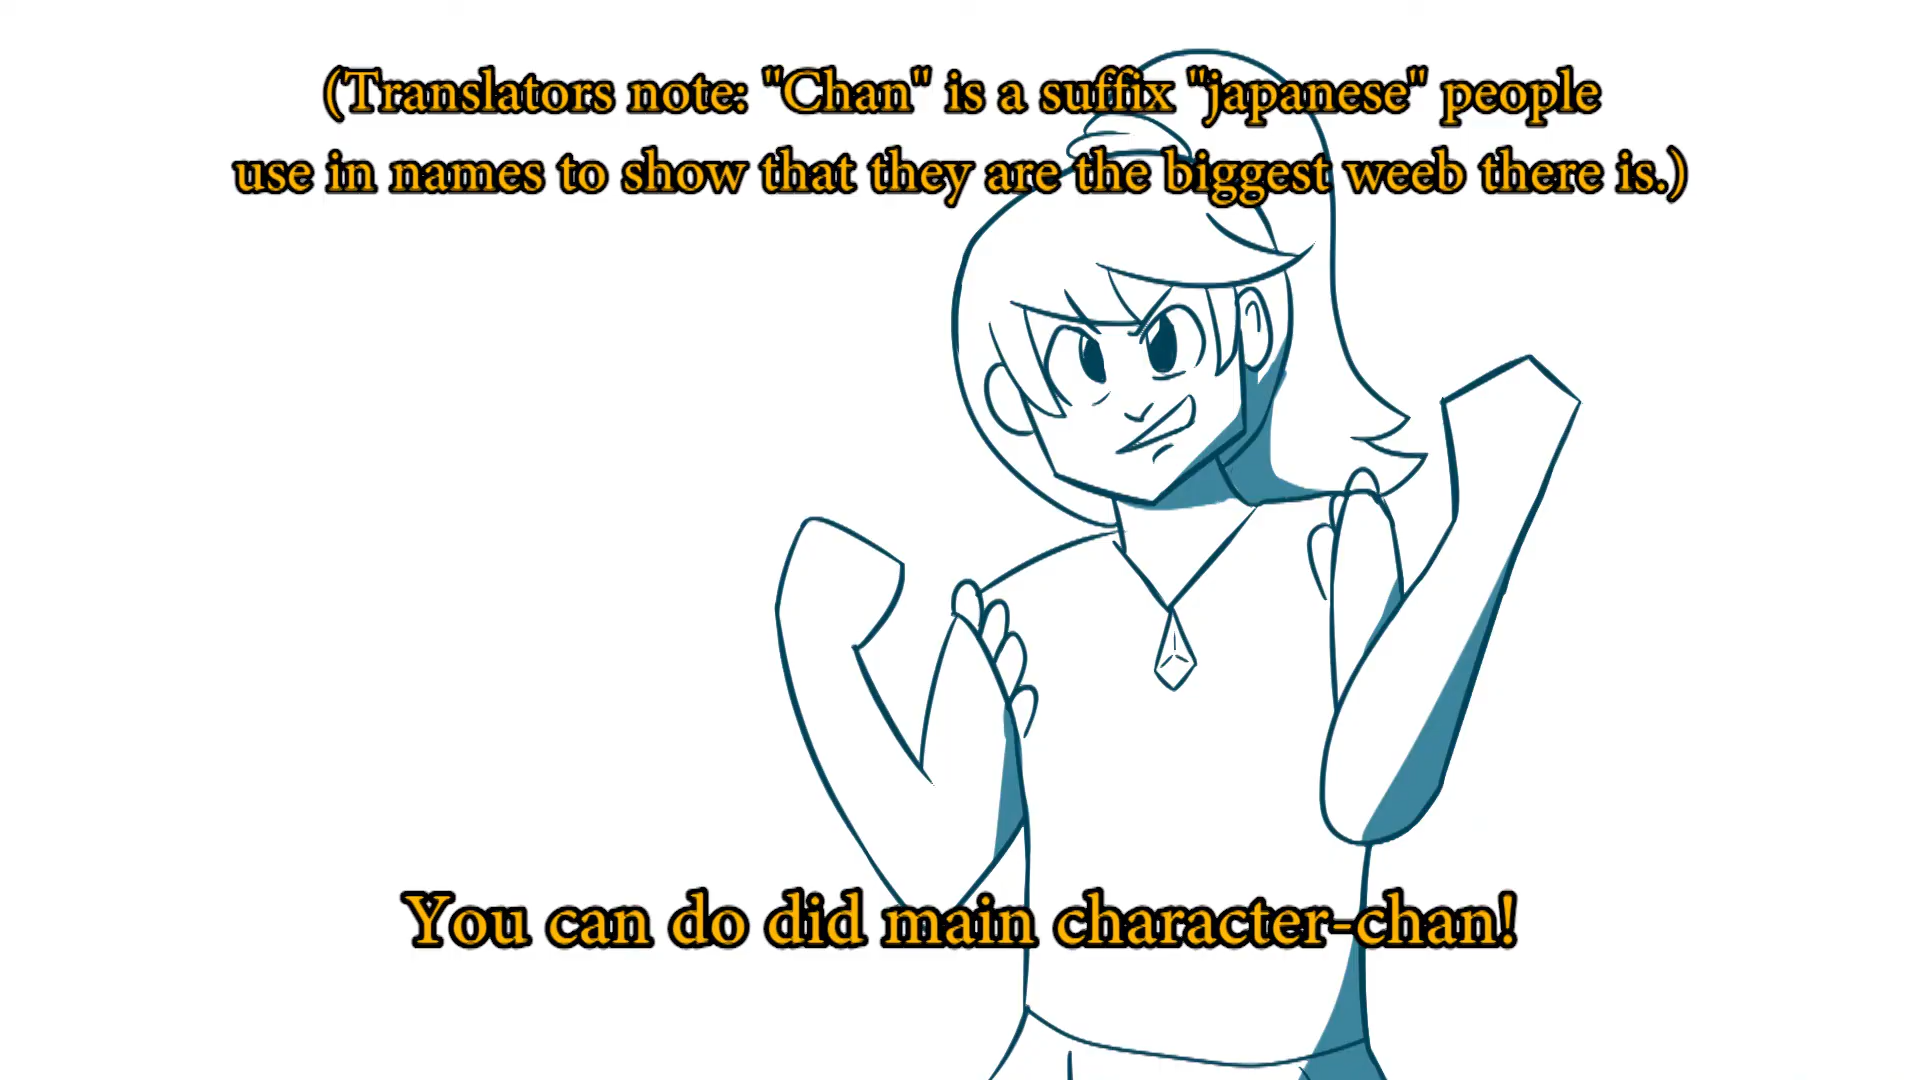 (Translators note: "Chan" is a suffix "japanese" people
use in names to show that they are the biggest weeb there is.)
You can do did main character-chan!